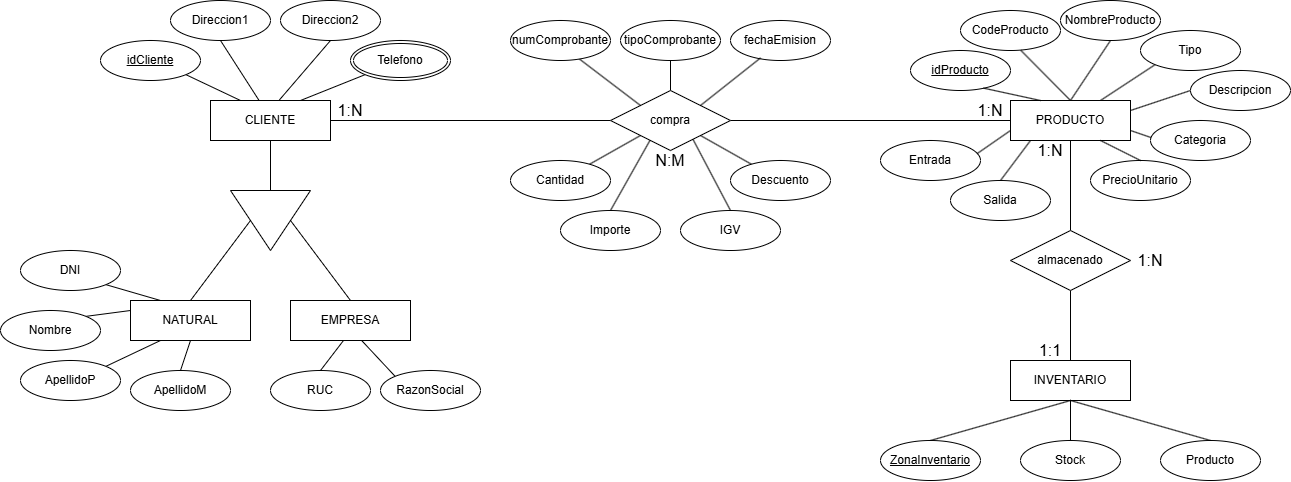 Direccion1
Direccion2
idCliente
Telefono
CLIENTE
1:N
numComprobante
tipoComprobante
fechaEmision
compra
N:M
Cantidad
Descuento
Importe
IGV
1:N
PRODUCTO
1:N
CodeProducto
NombreProducto
idProducto
Tipo
Descripcion
Categoria
PrecioUnitario
Entrada
Salida
almacenado
1:N
1:1
INVENTARIO
ZonaInventario
Stock
Producto
DNI
NATURAL
Nombre
ApellidoP
ApellidoM
EMPRESA
RUC
RazonSocial